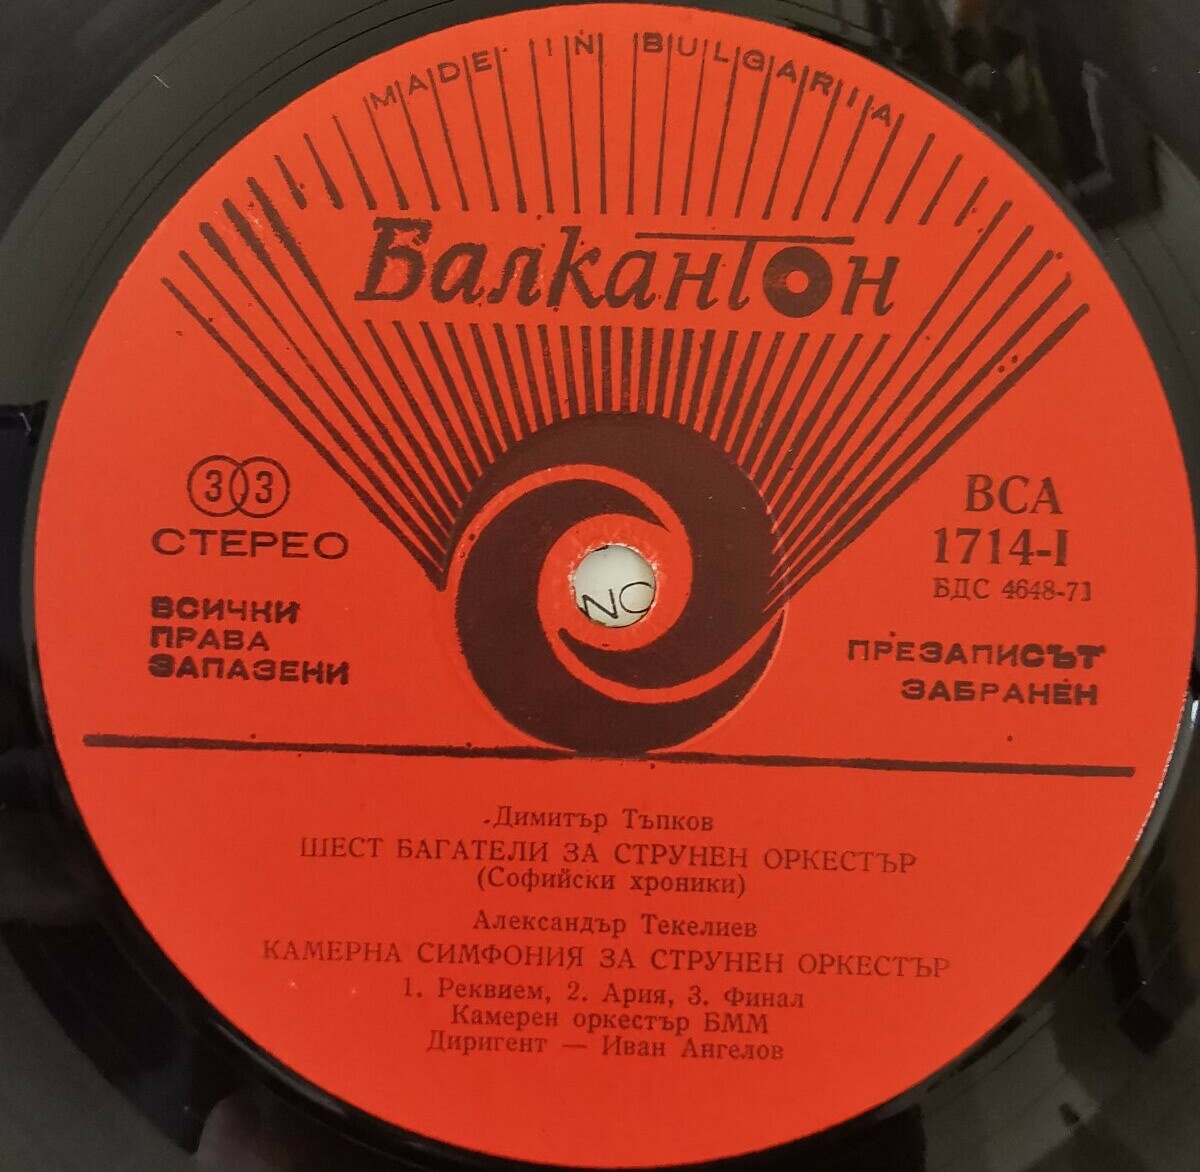 MADE IN BULGARIA
Балкантон
33
СТЕРЕО
ВСИЧКИ
ПРАВА
ЗАПАЗЕНИ
ВСА
1714-I
БДС 4648-71
ПРЕЗАПИСЪТ
ЗАБРАНЕН
NO
Димитър Тъпков
ШЕСТ БАГАТЕЛИ ЗА СТРУНЕН ОРКЕСТЪР
(Софийски хроники)
Александър Текелиев
КАМЕРНА СИМФОНИЯ ЗА СТРУНЕН ОРКЕСТЪР
1. Реквием, 2. Ария, 3. Финал
Камерен оркестър БММ
Диригент — Иван Ангелов